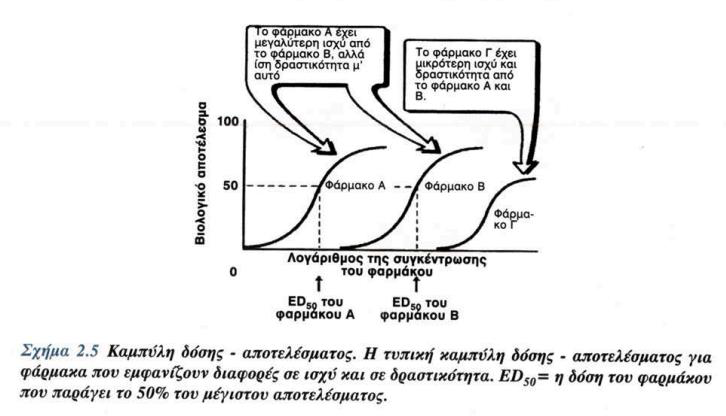 Το φάρμακο Α έχει
μεγαλύτερη ισχύ από
το φάρμακο Β, αλλά
ίση δραστικότητα μ'
αυτό
Το φάρμακο Γ έχει
μικρότερη ισχύ και
δραστικότητα από
το φάρμακο Α και
Β.
Βιολογικό αποτέλεσμα
100
50
0
Φάρμακο Α
Φάρμακο Β
Φάρμα-
κο Γ
Λογάριθμος της συγκέντρωσης
του φαρμάκου
ED50 του
φαρμάκου Α
ED50 του
φαρμάκου Β
Σχήμα 2.5 Καμπύλη δόσης - αποτελέσματος. Η τυπική καμπύλη δόσης - αποτελέσματος για
φάρμακα που εμφανίζουν διαφορές σε ισχύ και σε δραστικότητα. ED50= η δόση του φαρμάκου
που παράγει το 50% του μέγιστου αποτελέσματος.